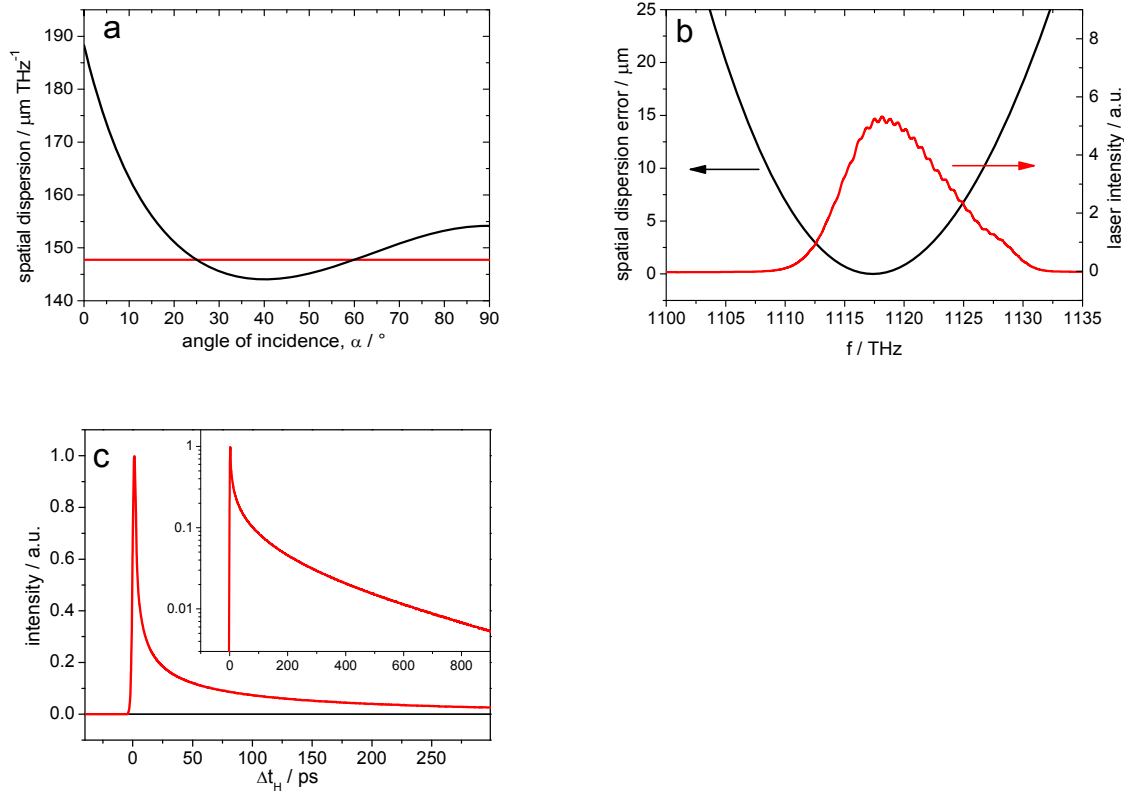 a
190
180
170
160
150
140
0 10 20 30 40 50 60 70 80 90
spatial dispersion / μm THz⁻¹
angle of incidence, α / °
b
25
20
15
10
5
0
8
6
4
2
0
1100 1105 1110 1115 1120 1125 1130 1135
spatial dispersion error / μm
laser intensity / a.u.
f / THz
c
1.0
0.8
0.6
0.4
0.2
0.0
0 50 100 150 200 250
intensity / a.u.
Δt_H / ps
1
0.1
0.01
0 200 400 600 800